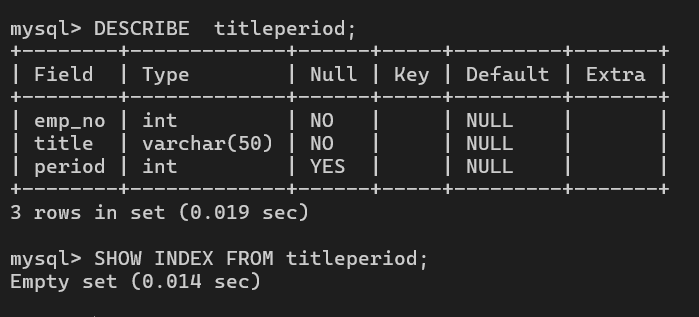 mysql> DESCRIBE  titleperiod;
+--------+-------------+------+-----+---------+-------+
| Field  | Type        | Null | Key | Default | Extra |
+--------+-------------+------+-----+---------+-------+
| emp_no | int         | NO   |     | NULL    |       |
| title  | varchar(50) | NO   |     | NULL    |       |
| period | int         | YES  |     | NULL    |       |
+--------+-------------+------+-----+---------+-------+
3 rows in set (0.019 sec)

mysql> SHOW INDEX FROM titleperiod;
Empty set (0.014 sec)